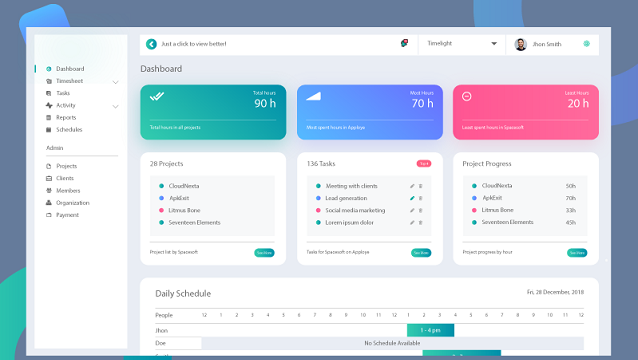 Just a click to view better!
Timelight
Jhon Smith
Dashboard
Timesheet
Tasks
Activity
Reports
Schedules
Admin
Projects
Clients
Members
Organization
Payment
Dashboard
Total hours
90 h
Total hours in all projects
Most Hours
70 h
Most spent hours in Apploye
Least Hours
20 h
Least spent hours in Spacesoft
28 Projects
CloudNexta
ApkExit
Litmus Bone
Seventeen Elements
Project list by Spacesoft
See More
136 Tasks
Meeting with clients
Lead generation
Social media marketing
Lorem ipsum dolor
Tasks for Spacesoft on Apploye
See More
Project Progress
CloudNexta 50h
ApkExit 70h
Litmus Bone 33h
Seventeen Elements 45h
Project progress by hour
See More
Daily Schedule
Fri, 28 December, 2018
People 12 1 2 3 4 5 6 7 8 9 10 11 12 1 2 3 4 5 6 7 8 9 10 11 12
Jhon 1 - 4 pm
Doe No Schedule Available